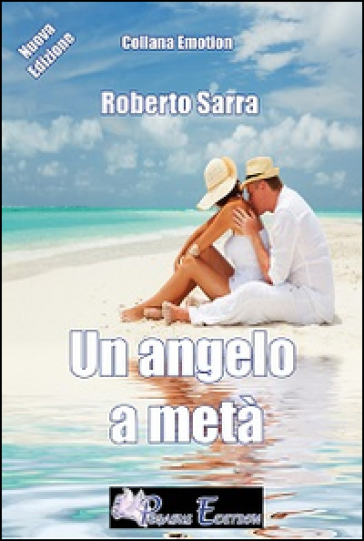 Nuova
Edizione
Collana Emotion
Roberto Sarra
Un angelo
a metà
Pegasus Edition